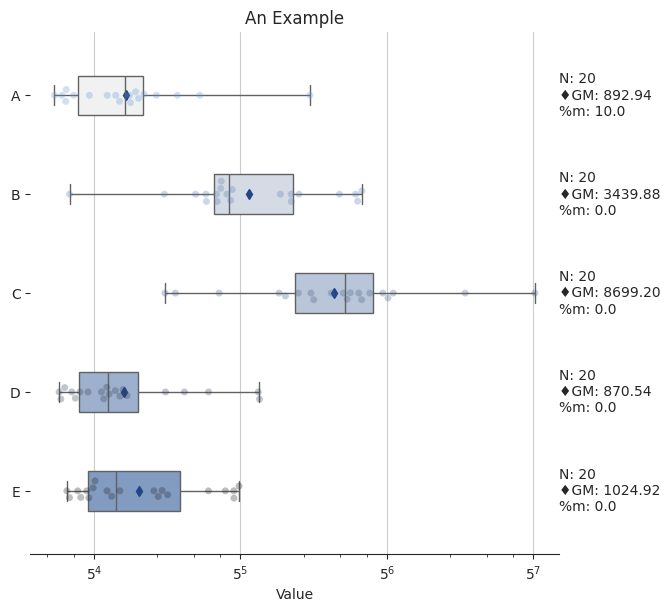 An Example
A
N: 20
♦GM: 892.94
%m: 10.0
B
N: 20
♦GM: 3439.88
%m: 0.0
C
N: 20
♦GM: 8699.20
%m: 0.0
D
N: 20
♦GM: 870.54
%m: 0.0
E
N: 20
♦GM: 1024.92
%m: 0.0
5⁴ 5⁵ 5⁶ 5⁷
Value